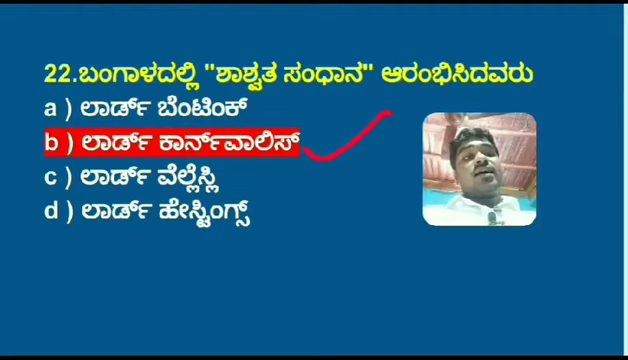 22.ಬಂಗಾಳದಲ್ಲಿ "ಶಾಶ್ವತ ಸಂಧಾನ" ಆರಂಭಿಸಿದವರು
a ) ಲಾರ್ಡ್ ಬೆಂಟಿಂಕ್
b ) ಲಾರ್ಡ್ ಕಾರ್ನ್‌ವಾಲಿಸ್
c ) ಲಾರ್ಡ್ ವೆಲ್ಲೆಸ್ಲಿ
d ) ಲಾರ್ಡ್ ಹೇಸ್ಟಿಂಗ್ಸ್